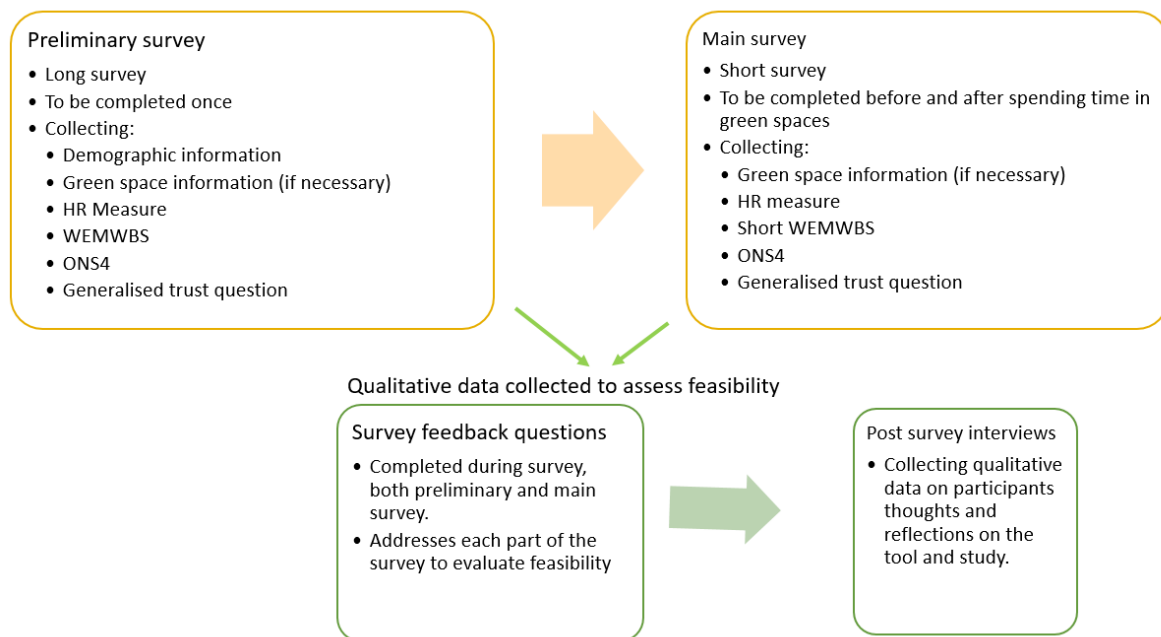 Preliminary survey
• Long survey
• To be completed once
• Collecting:
• Demographic information
• Green space information (if necessary)
• HR Measure
• WEMWBS
• ONS4
• Generalised trust question
Main survey
• Short survey
• To be completed before and after spending time in
green spaces
• Collecting:
• Green space information (if necessary)
• HR measure
• Short WEMWBS
• ONS4
• Generalised trust question
Qualitative data collected to assess feasibility
Survey feedback questions
• Completed during survey,
both preliminary and main
survey.
• Addresses each part of the
survey to evaluate feasibility
Post survey interviews
• Collecting qualitative
data on participants
thoughts and
reflections on the
tool and study.